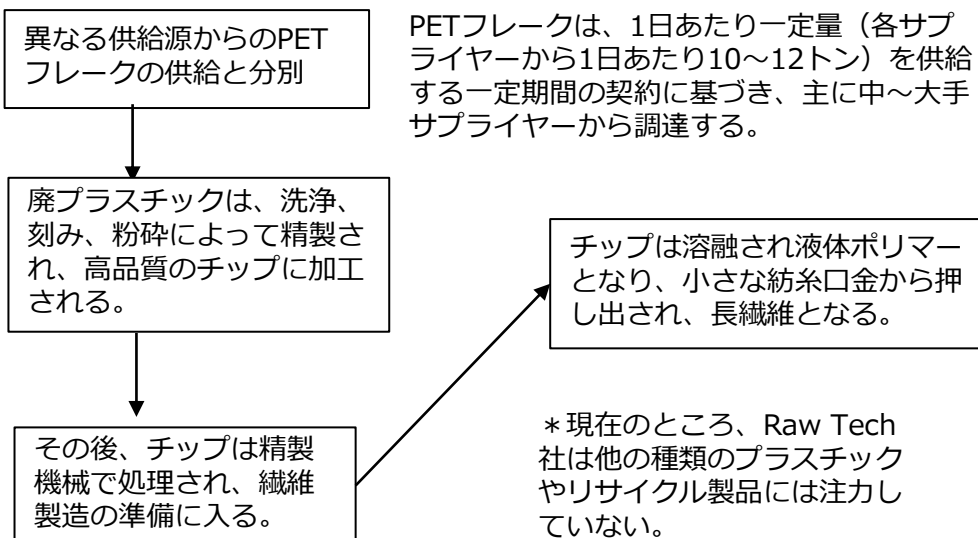 異なる供給源からのPET
フレークの供給と分別
PETフレークは、1日あたり一定量（各サプ
ライヤーから1日あたり10～12トン）を供給
する一定期間の契約に基づき、主に中～大手
サプライヤーから調達する。
廃プラスチックは、洗浄、
刻み、粉砕によって精製さ
れ、高品質のチップに加工
される。
チップは溶融され液体ポリマー
となり、小さな紡糸口金から押
し出され、長繊維となる。
その後、チップは精製
機械で処理され、繊維
製造の準備に入る。
＊現在のところ、Raw Tech
社は他の種類のプラスチック
やリサイクル製品には注力し
ていない。